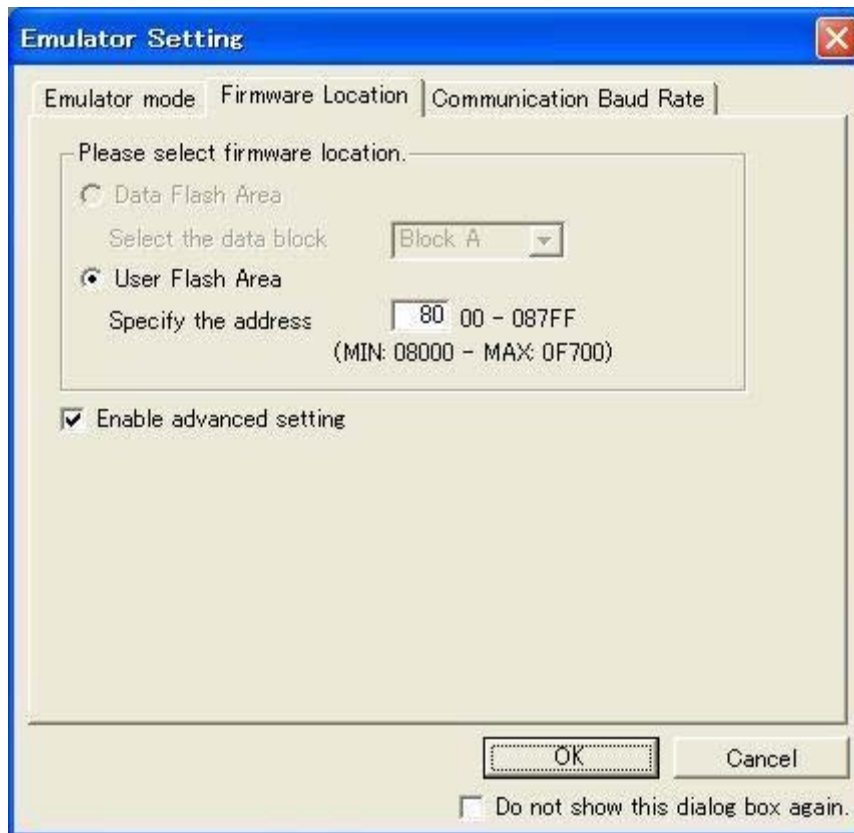 Emulator Setting
Emulator mode Firmware Location Communication Baud Rate
Please select firmware location.
Data Flash Area
Select the data block Block A
User Flash Area
Specify the address 80 00 - 087FF
(MIN: 08000 - MAX: 0F700)
Enable advanced setting
OK Cancel
Do not show this dialog box again.